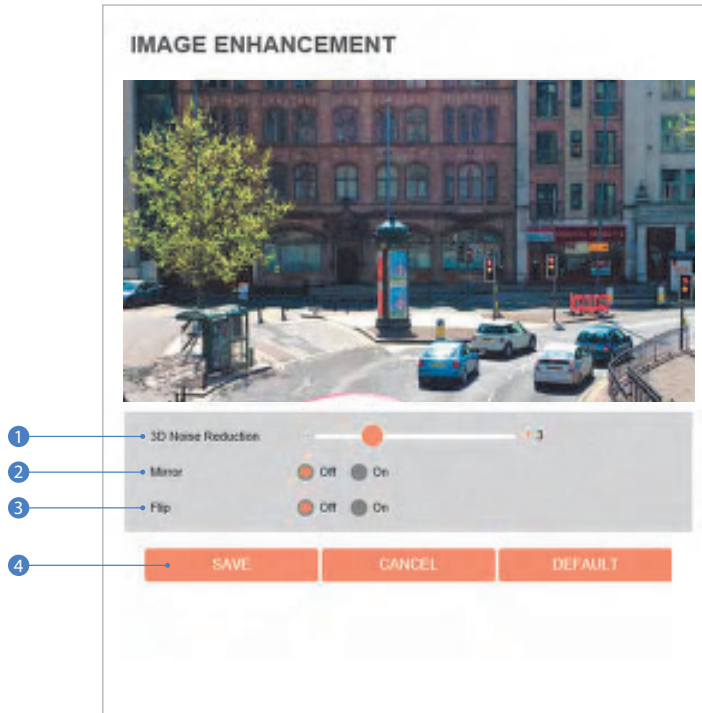 IMAGE ENHANCEMENT
1 3D Noise Reduction - + 3
2 Mirror Off On
3 Flip Off On
4 SAVE CANCEL DEFAULT